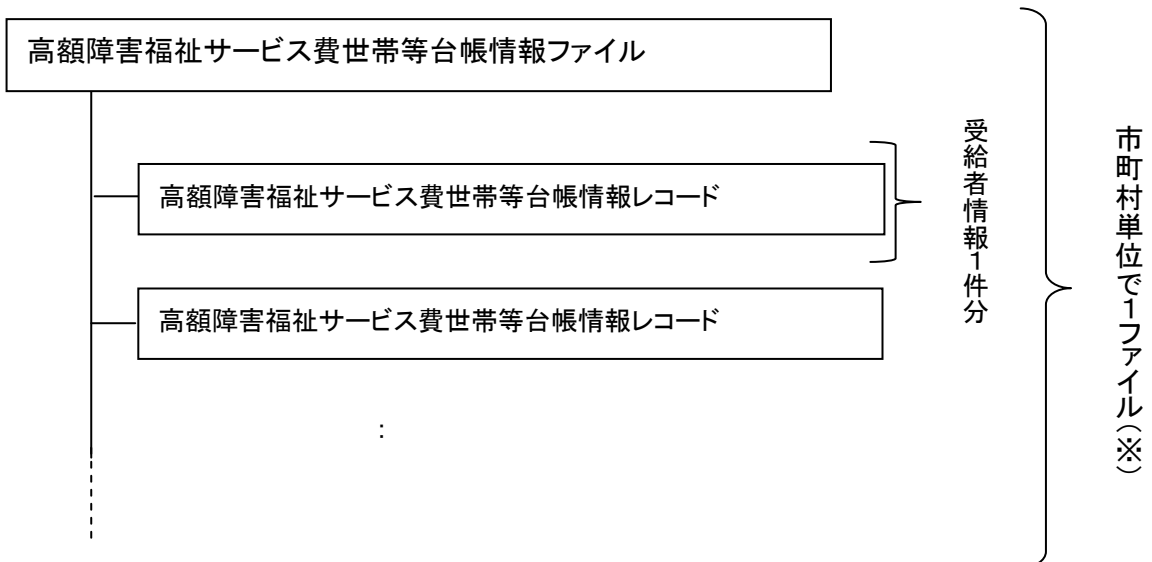 高額障害福祉サービス費世帯等台帳情報ファイル
高額障害福祉サービス費世帯等台帳情報レコード
受給者情報1件分
高額障害福祉サービス費世帯等台帳情報レコード
:
市町村単位で1ファイル(※)